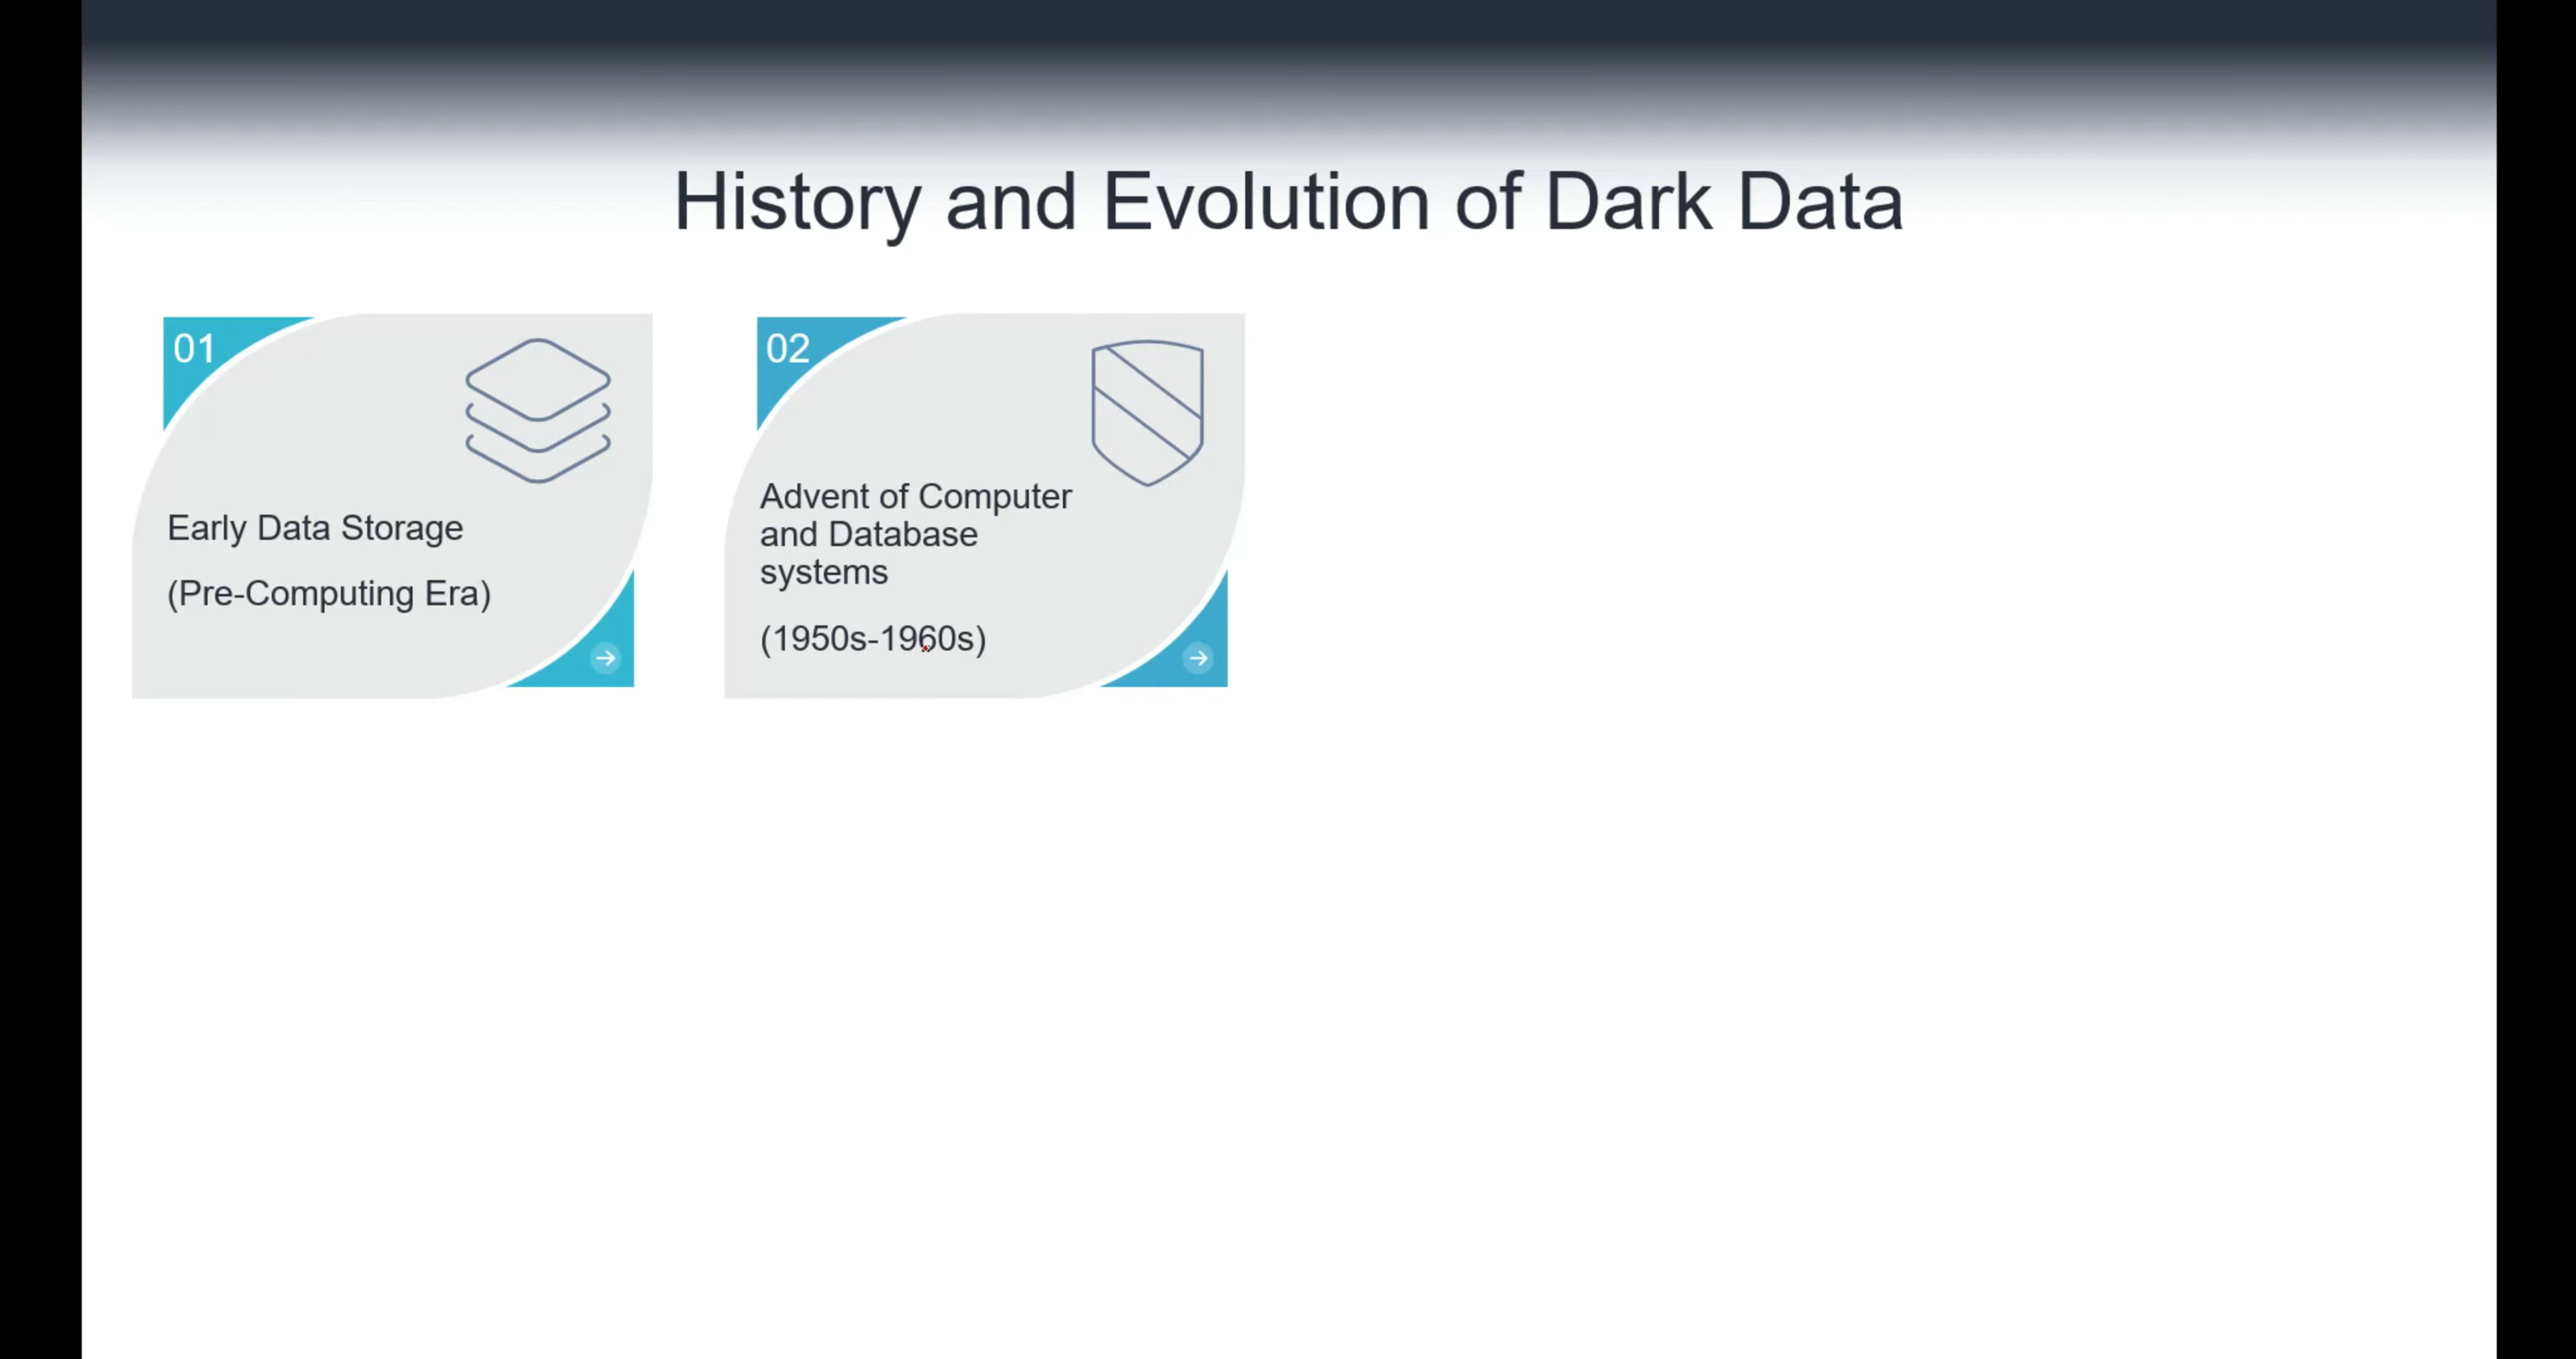 History and Evolution of Dark Data
01
Early Data Storage
(Pre-Computing Era)
02
Advent of Computer
and Database
systems
(1950s-1960s)